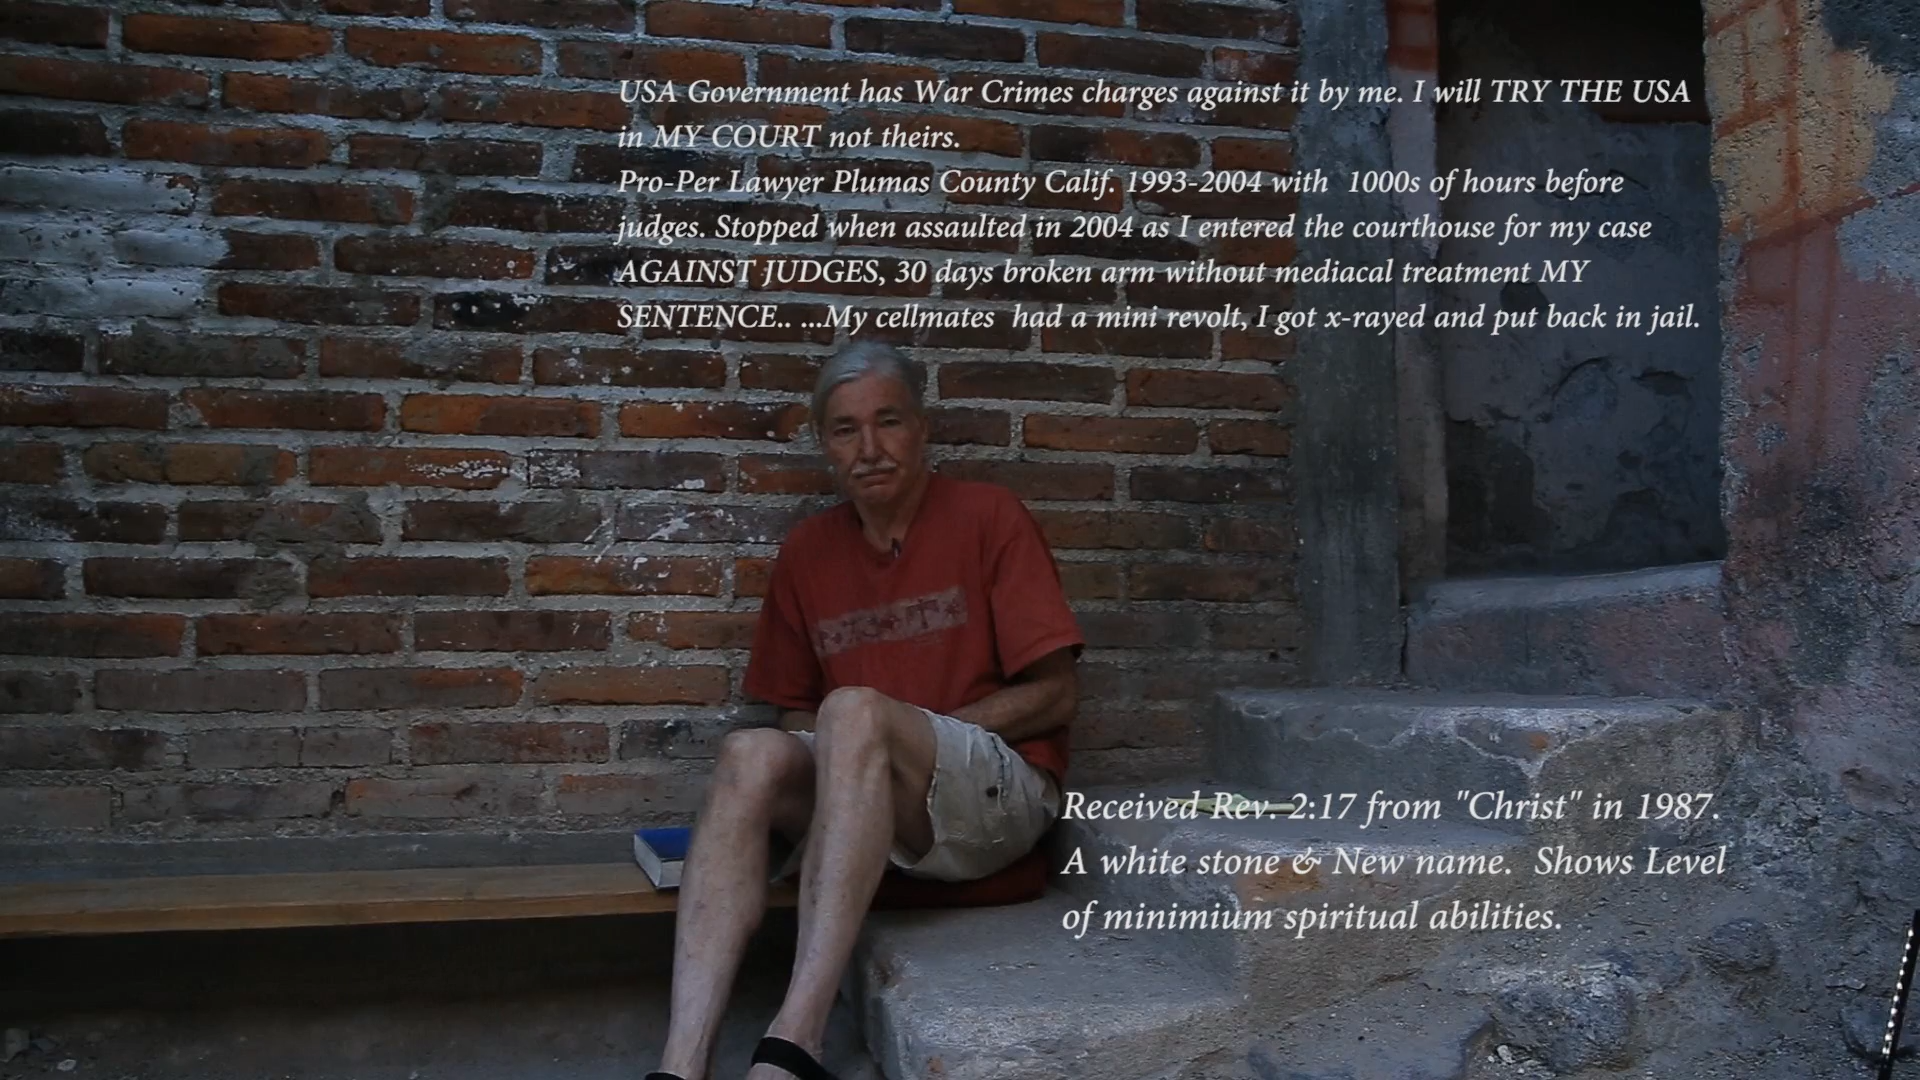 USA Government has War Crimes charges against it by me. I will TRY THE USA
in MY COURT not theirs.
Pro-Per Lawyer Plumas County Calif. 1993-2004 with  1000s of hours before
judges. Stopped when assaulted in 2004 as I entered the courthouse for my case
AGAINST JUDGES, 30 days broken arm without mediacal treatment MY
SENTENCE.. ...My cellmates  had a mini revolt, I got x-rayed and put back in jail.
Received Rev. 2:17 from "Christ" in 1987.
A white stone & New name.  Shows Level
of minimium spiritual abilities.